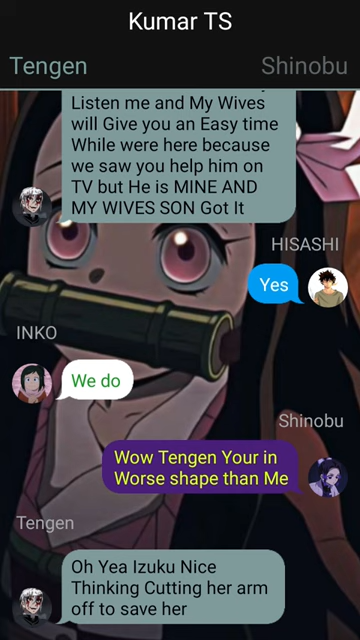 Kumar TS
Tengen
Shinobu
Listen me and My Wives
will Give you an Easy time
While were here because
we saw you help him on
TV but He is MINE AND
MY WIVES SON Got It
HISASHI
Yes
INKO
We do
Shinobu
Wow Tengen Your in
Worse shape than Me
Tengen
Oh Yea Izuku Nice
Thinking Cutting her arm
off to save her